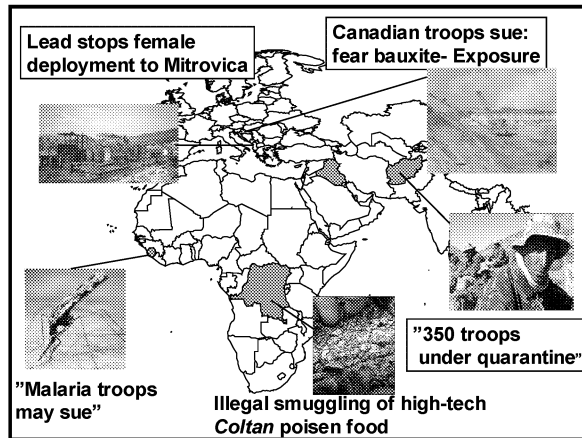 Lead stops female
deployment to Mitrovica
Canadian troops sue:
fear bauxite- Exposure
"350 troops
under quarantine"
"Malaria troops
may sue"
Illegal smuggling of high-tech
Coltan poisen food